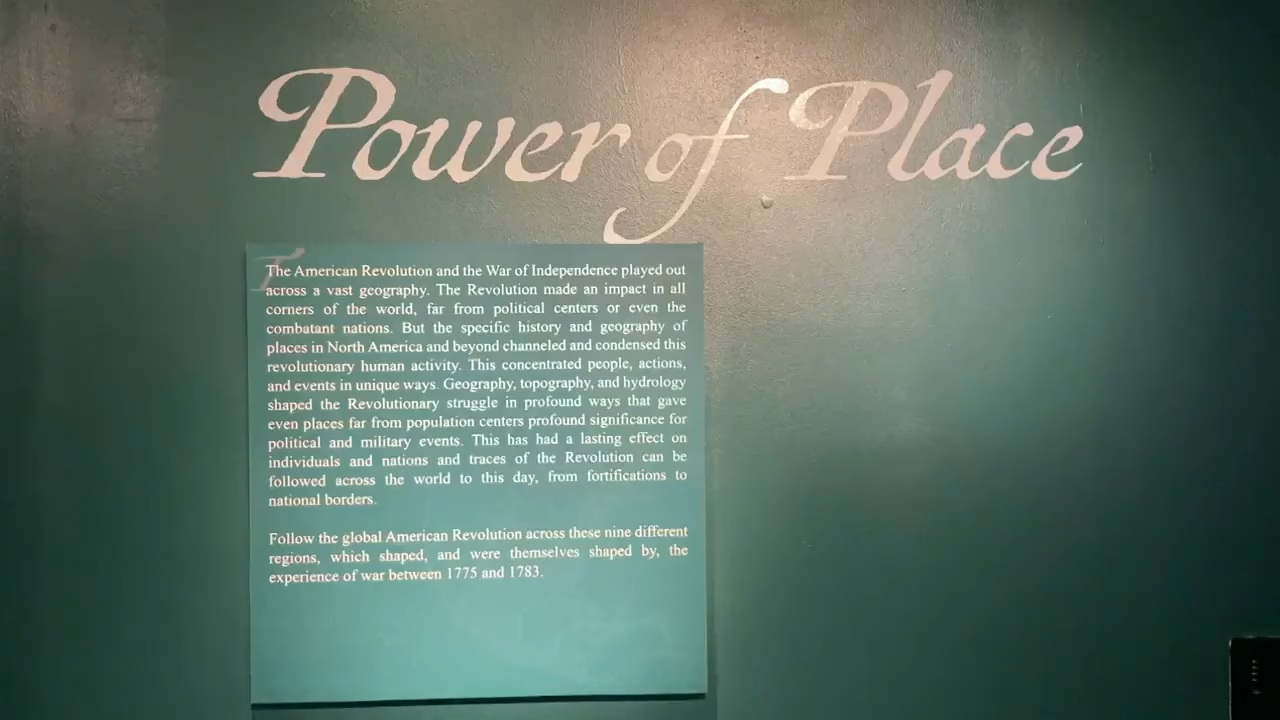 Power of Place
The American Revolution and the War of Independence played out
across a vast geography. The Revolution made an impact in all
corners of the world, far from political centers or even the
combatant nations. But the specific history and geography of
places in North America and beyond channeled and condensed this
revolutionary human activity. This concentrated people, actions,
and events in unique ways. Geography, topography, and hydrology
shaped the Revolutionary struggle in profound ways that gave
even places far from population centers profound significance for
political and military events. This has had a lasting effect on
individuals and nations and traces of the Revolution can be
followed across the world to this day, from fortifications to
national borders.
Follow the global American Revolution across these nine different
regions, which shaped, and were themselves shaped by, the
experience of war between 1775 and 1783.